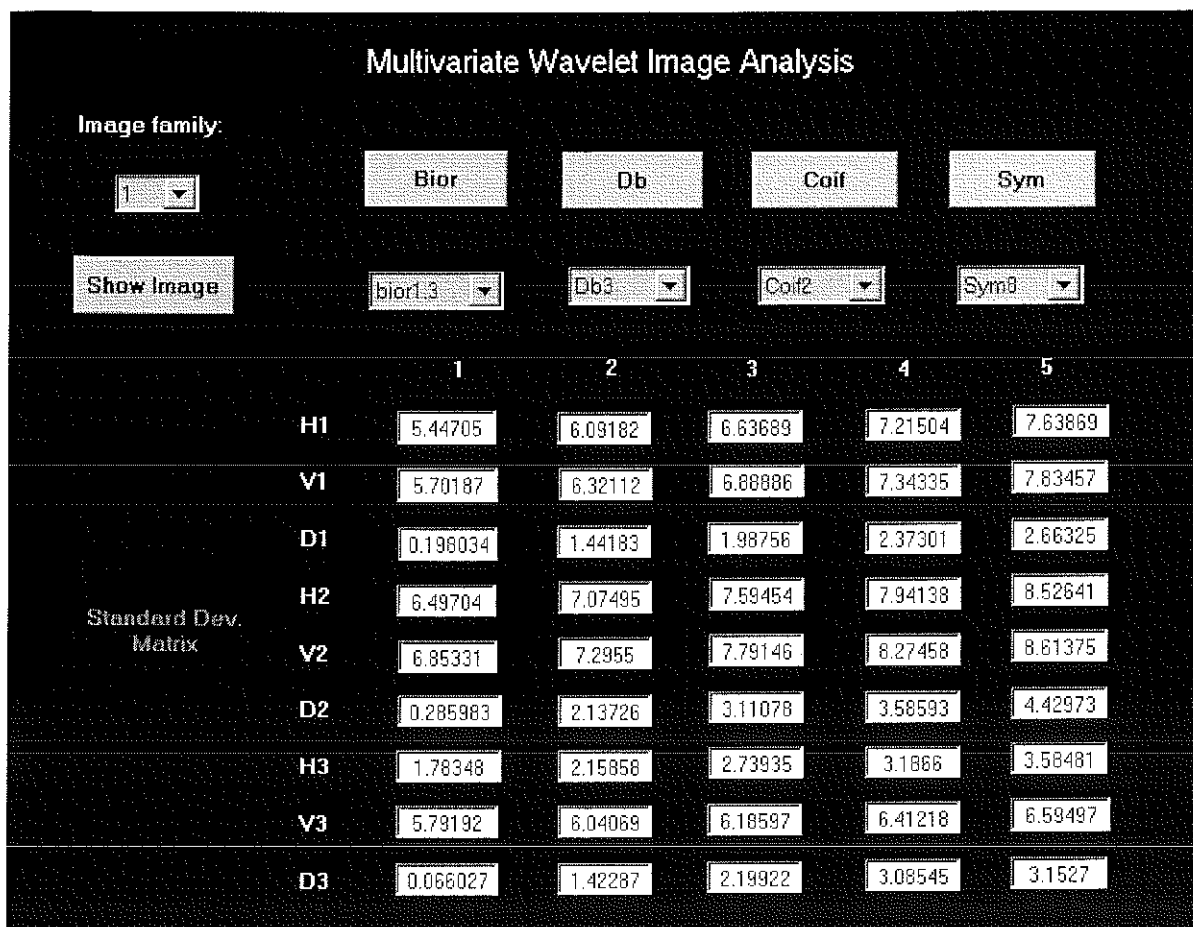 Multivariate Wavelet Image Analysis
Image family:
1
Bior Db Coif Sym
Show Image
bior1.3 Db3 Coif2 Sym8
1 2 3 4 5
H1 5.44705 6.09182 6.63689 7.21504 7.63869
V1 5.70187 6.32112 6.88886 7.34335 7.83457
D1 0.198034 1.44183 1.98756 2.37301 2.66325
H2 6.49704 7.07495 7.59454 7.94138 8.52641
Standard Dev.
Matrix
V2 6.85331 7.2955 7.79146 8.27458 8.61375
D2 0.285983 2.13726 3.11078 3.58593 4.42973
H3 1.78348 2.15858 2.73935 3.1866 3.58481
V3 5.79192 6.04069 6.18597 6.41218 6.59497
D3 0.066027 1.42287 2.19922 3.08545 3.1527